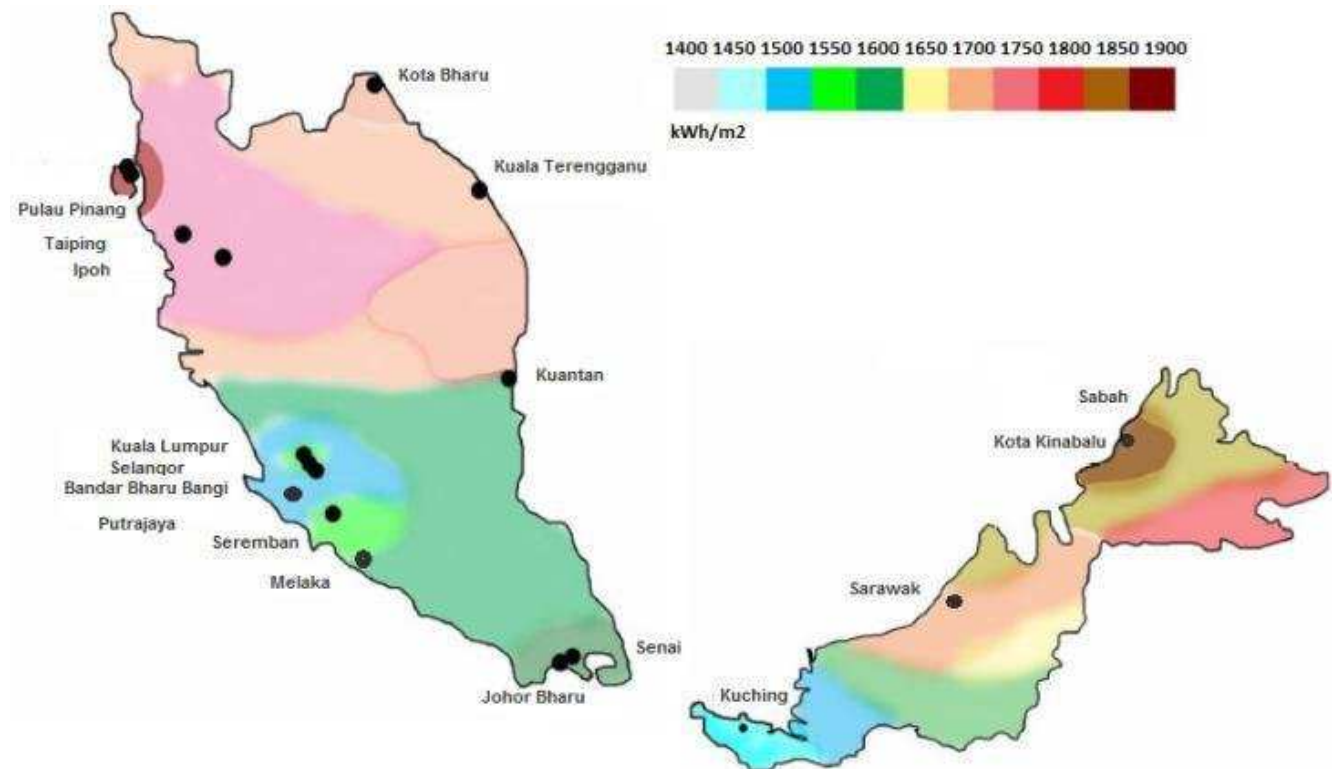 1400 1450 1500 1550 1600 1650 1700 1750 1800 1850 1900
kWh/m2
Kota Bharu
Kuala Terengganu
Pulau Pinang
Taiping
Ipoh
Kuantan
Kuala Lumpur
Selangor
Bandar Bharu Bangi
Putrajaya
Seremban
Melaka
Senai
Johor Bharu
Sabah
Kota Kinabalu
Sarawak
Kuching